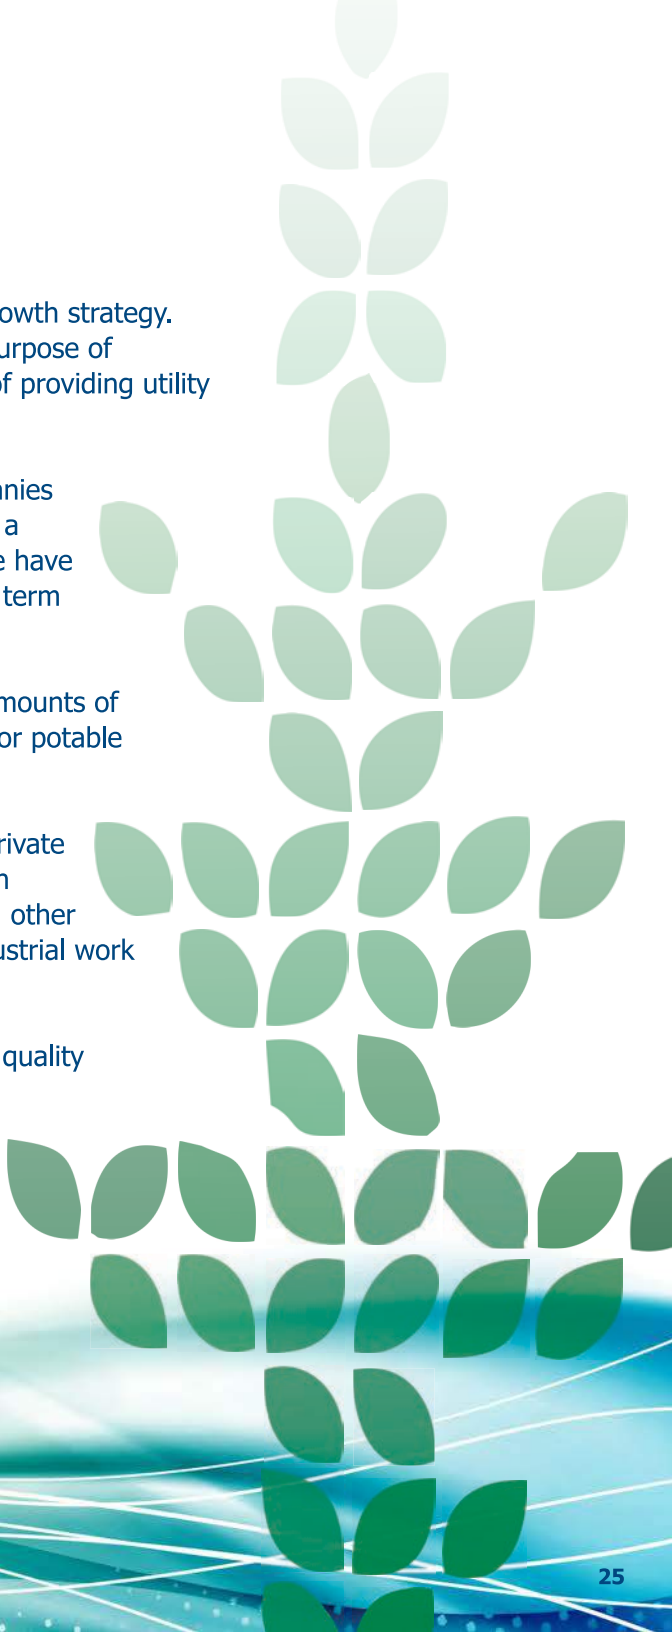 owth strategy.
urpose of
of providing utility
nies
a
e have
term
mounts of
or potable
rivate
n
other
ustrial work
quality
25